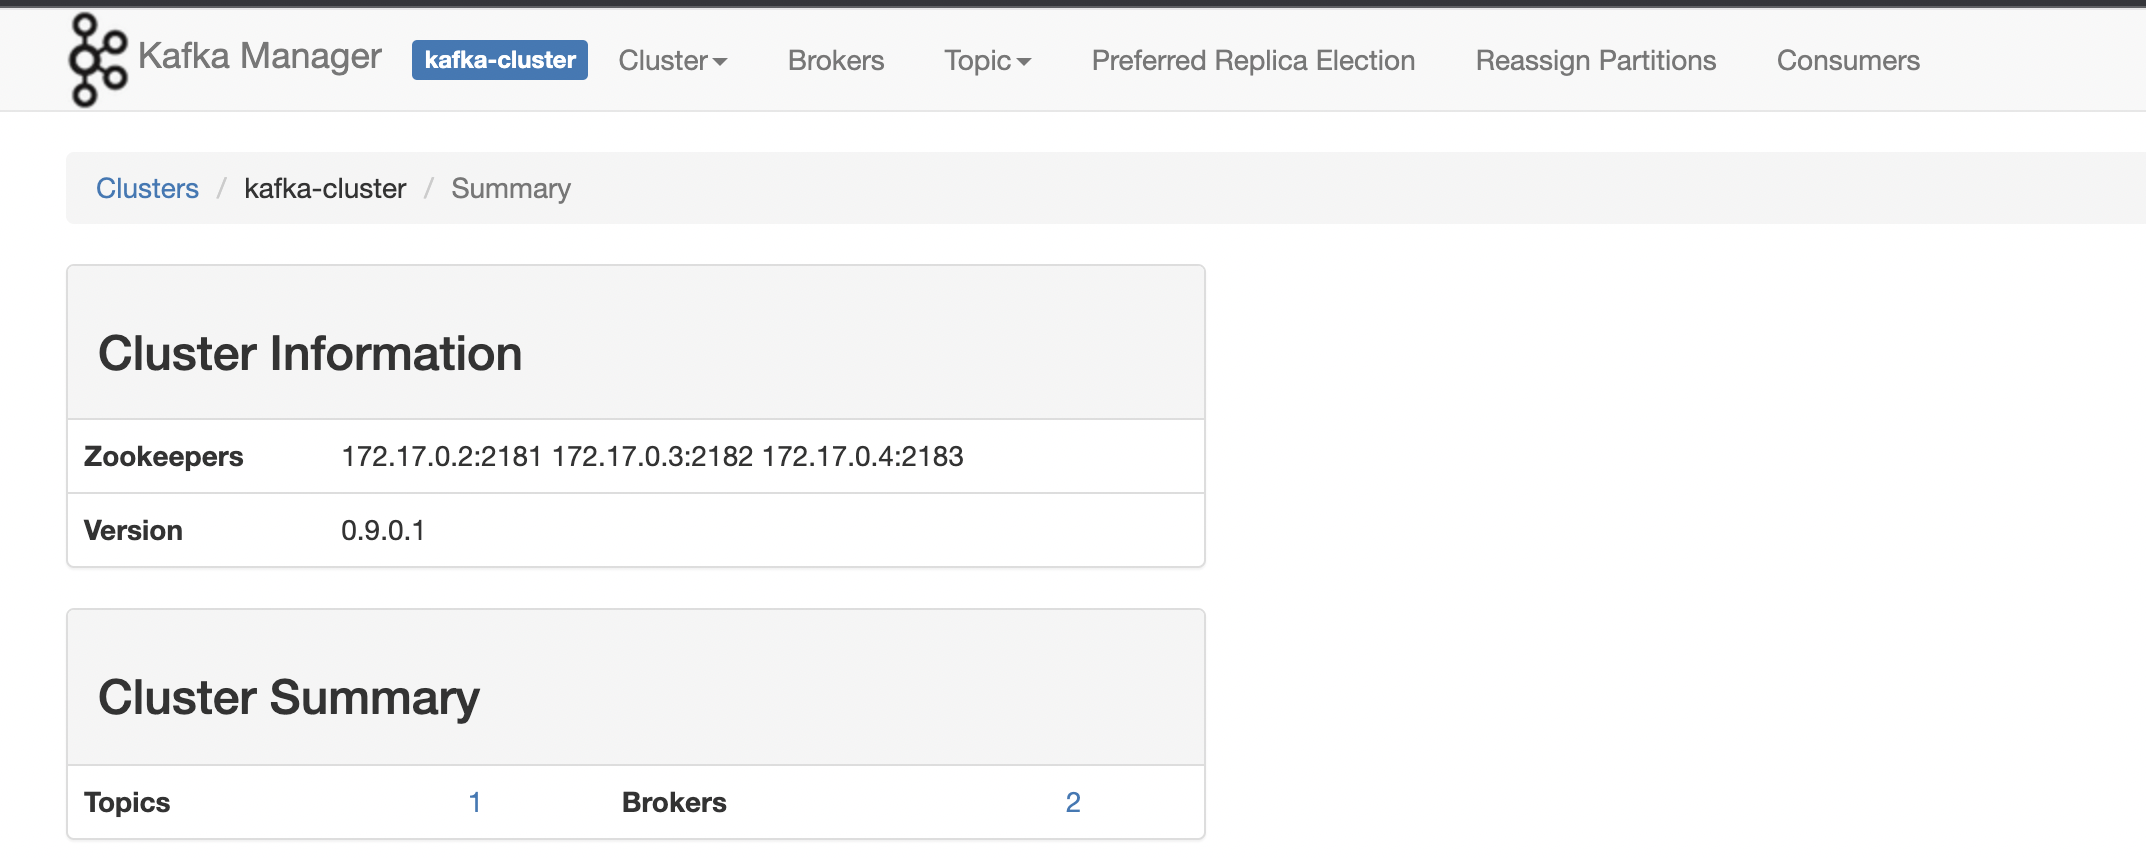 Kafka Manager kafka-cluster Cluster Brokers Topic Preferred Replica Election Reassign Partitions Consumers
Clusters / kafka-cluster / Summary
Cluster Information
Zookeepers 172.17.0.2:2181 172.17.0.3:2182 172.17.0.4:2183
Version 0.9.0.1
Cluster Summary
Topics 1 Brokers 2